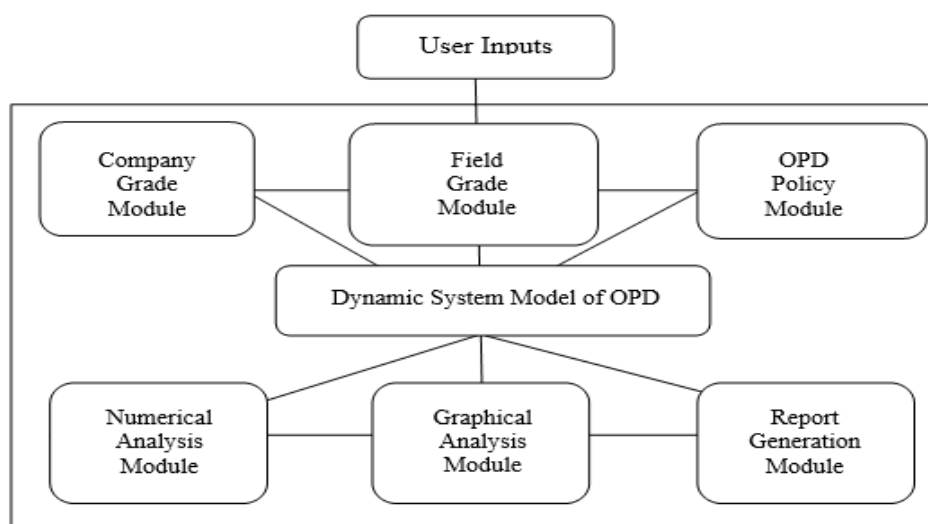 User Inputs
Company
Grade
Module
Field
Grade
Module
OPD
Policy
Module
Dynamic System Model of OPD
Numerical
Analysis
Module
Graphical
Analysis
Module
Report
Generation
Module